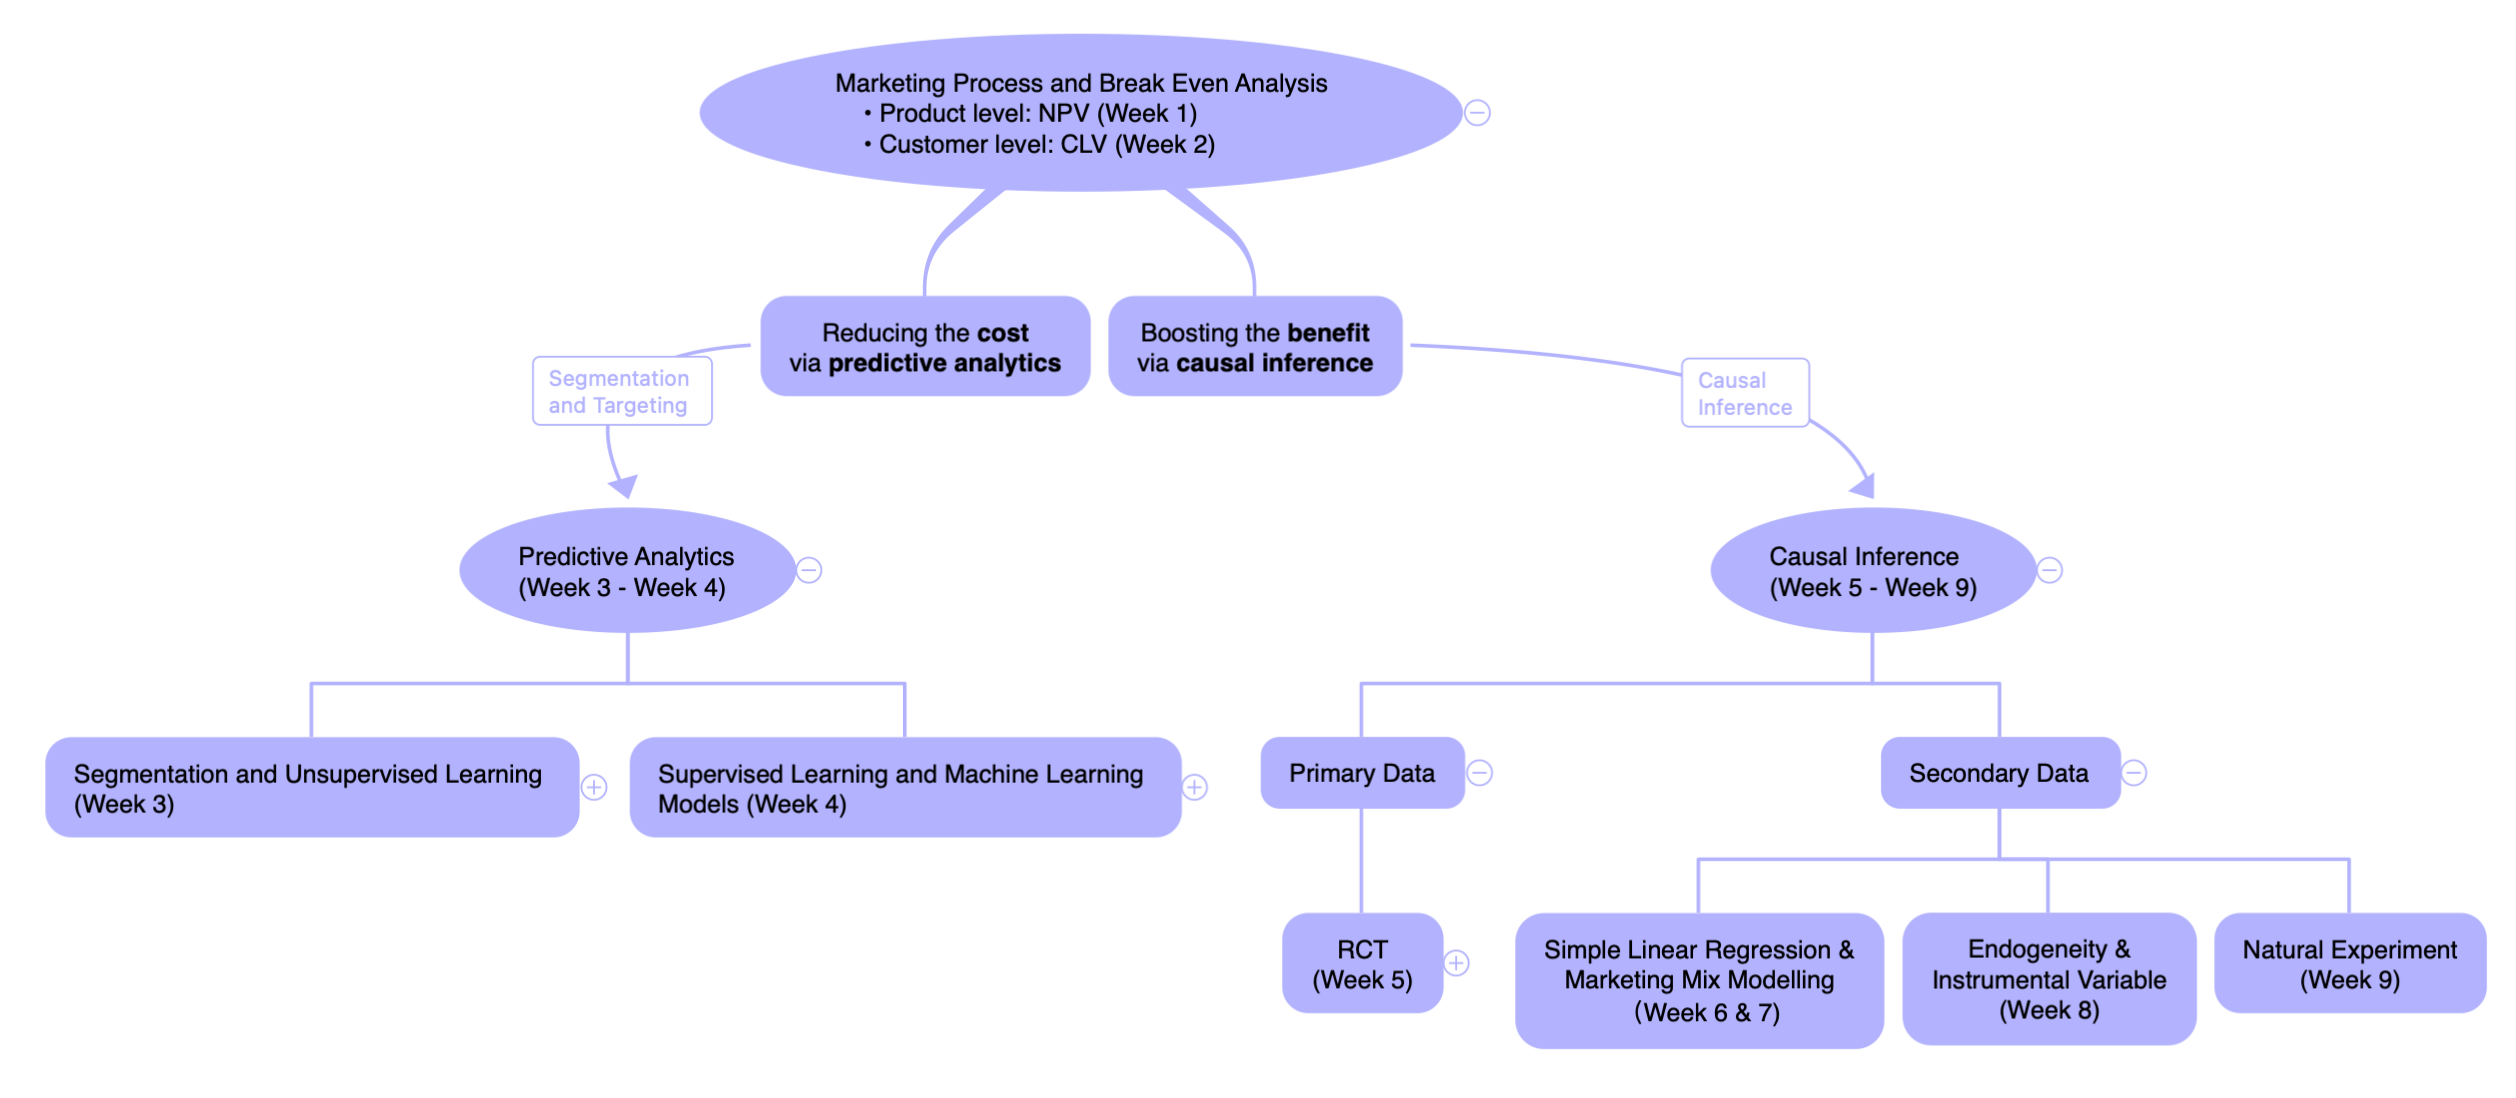 Marketing Process and Break Even Analysis
• Product level: NPV (Week 1)
• Customer level: CLV (Week 2)
Reducing the cost
via predictive analytics
Boosting the benefit
via causal inference
Segmentation
and Targeting
Causal
Inference
Predictive Analytics
(Week 3 - Week 4)
Causal Inference
(Week 5 - Week 9)
Segmentation and Unsupervised Learning
(Week 3)
Supervised Learning and Machine Learning
Models (Week 4)
Primary Data
Secondary Data
RCT
(Week 5)
Simple Linear Regression &
Marketing Mix Modelling
(Week 6 & 7)
Endogeneity &
Instrumental Variable
(Week 8)
Natural Experiment
(Week 9)